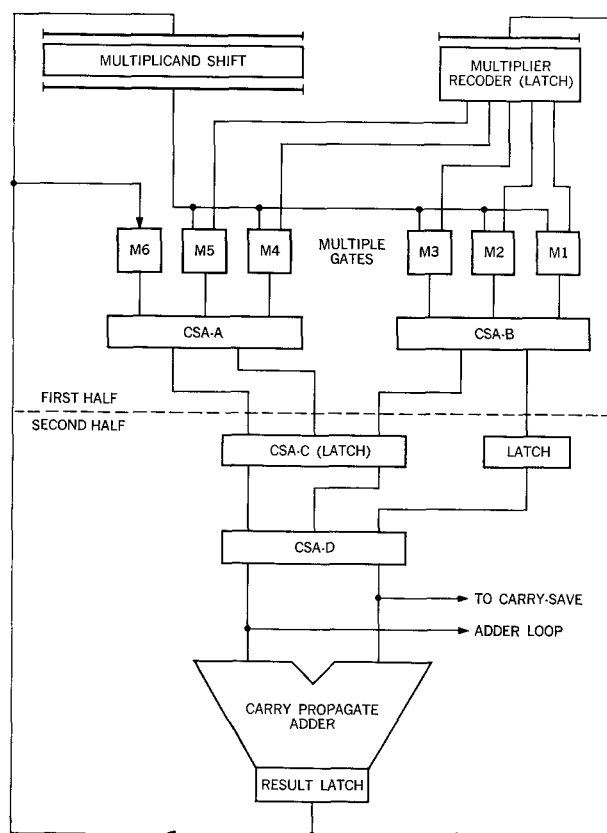 MULTIPLICAND SHIFT
MULTIPLIER
RECODER (LATCH)
M6
M5
M4
MULTIPLE
GATES
M3
M2
M1
CSA-A
CSA-B
FIRST HALF
SECOND HALF
CSA-C (LATCH)
LATCH
CSA-D
TO CARRY-SAVE
ADDER LOOP
CARRY PROPAGATE
ADDER
RESULT LATCH